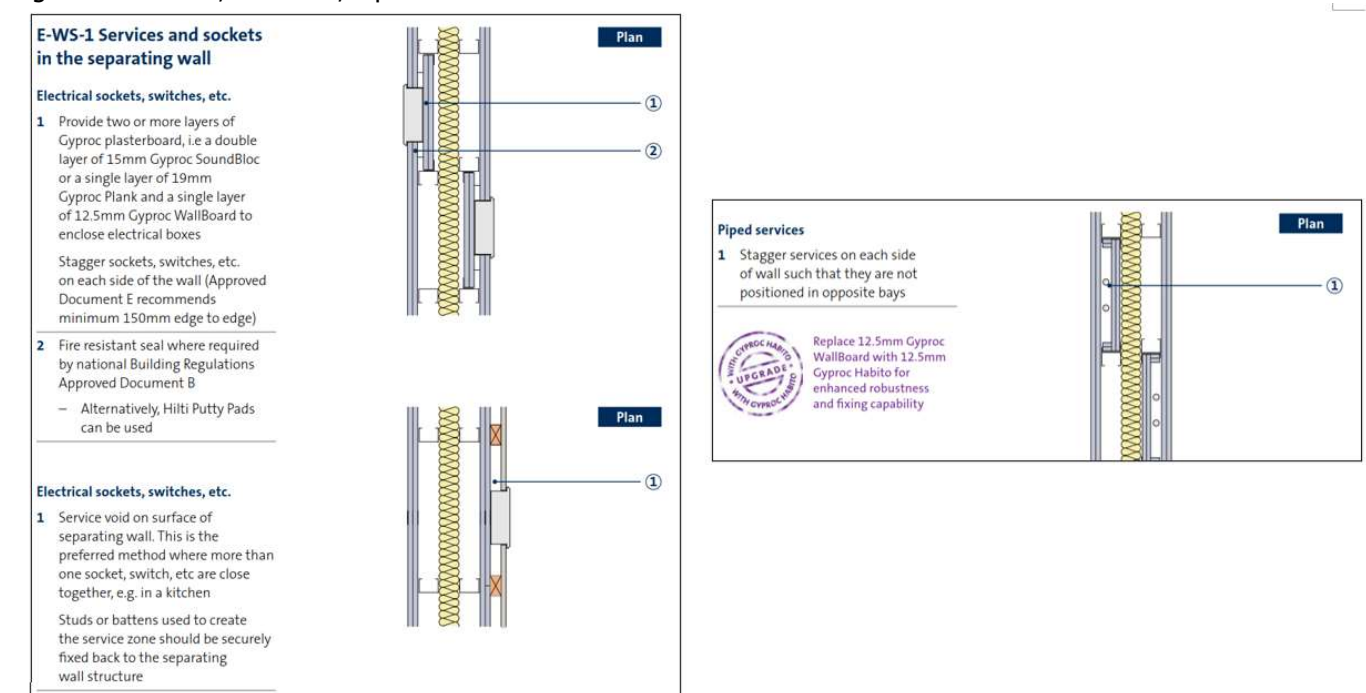 E-WS-1 Services and sockets
in the separating wall
Plan
Electrical sockets, switches, etc.
1 Provide two or more layers of
Gyproc plasterboard, i.e a double
layer of 15mm Gyproc SoundBloc
or a single layer of 19mm
Gyproc Plank and a single layer
of 12.5mm Gyproc WallBoard to
enclose electrical boxes
Stagger sockets, switches, etc.
on each side of the wall (Approved
Document E recommends
minimum 150mm edge to edge)
2 Fire resistant seal where required
by national Building Regulations
Approved Document B
– Alternatively, Hilti Putty Pads
can be used
1
2
Plan
Electrical sockets, switches, etc.
1 Service void on surface of
separating wall. This is the
preferred method where more than
one socket, switch, etc are close
together, e.g. in a kitchen
Studs or battens used to create
the service zone should be securely
fixed back to the separating
wall structure
1
Piped services
Plan
1 Stagger services on each side
of wall such that they are not
positioned in opposite bays
1
WITH GYPROC HABITO
UPGRADE
WITH GYPROC HABITO
Replace 12.5mm Gyproc
WallBoard with 12.5mm
Gyproc Habito for
enhanced robustness
and fixing capability